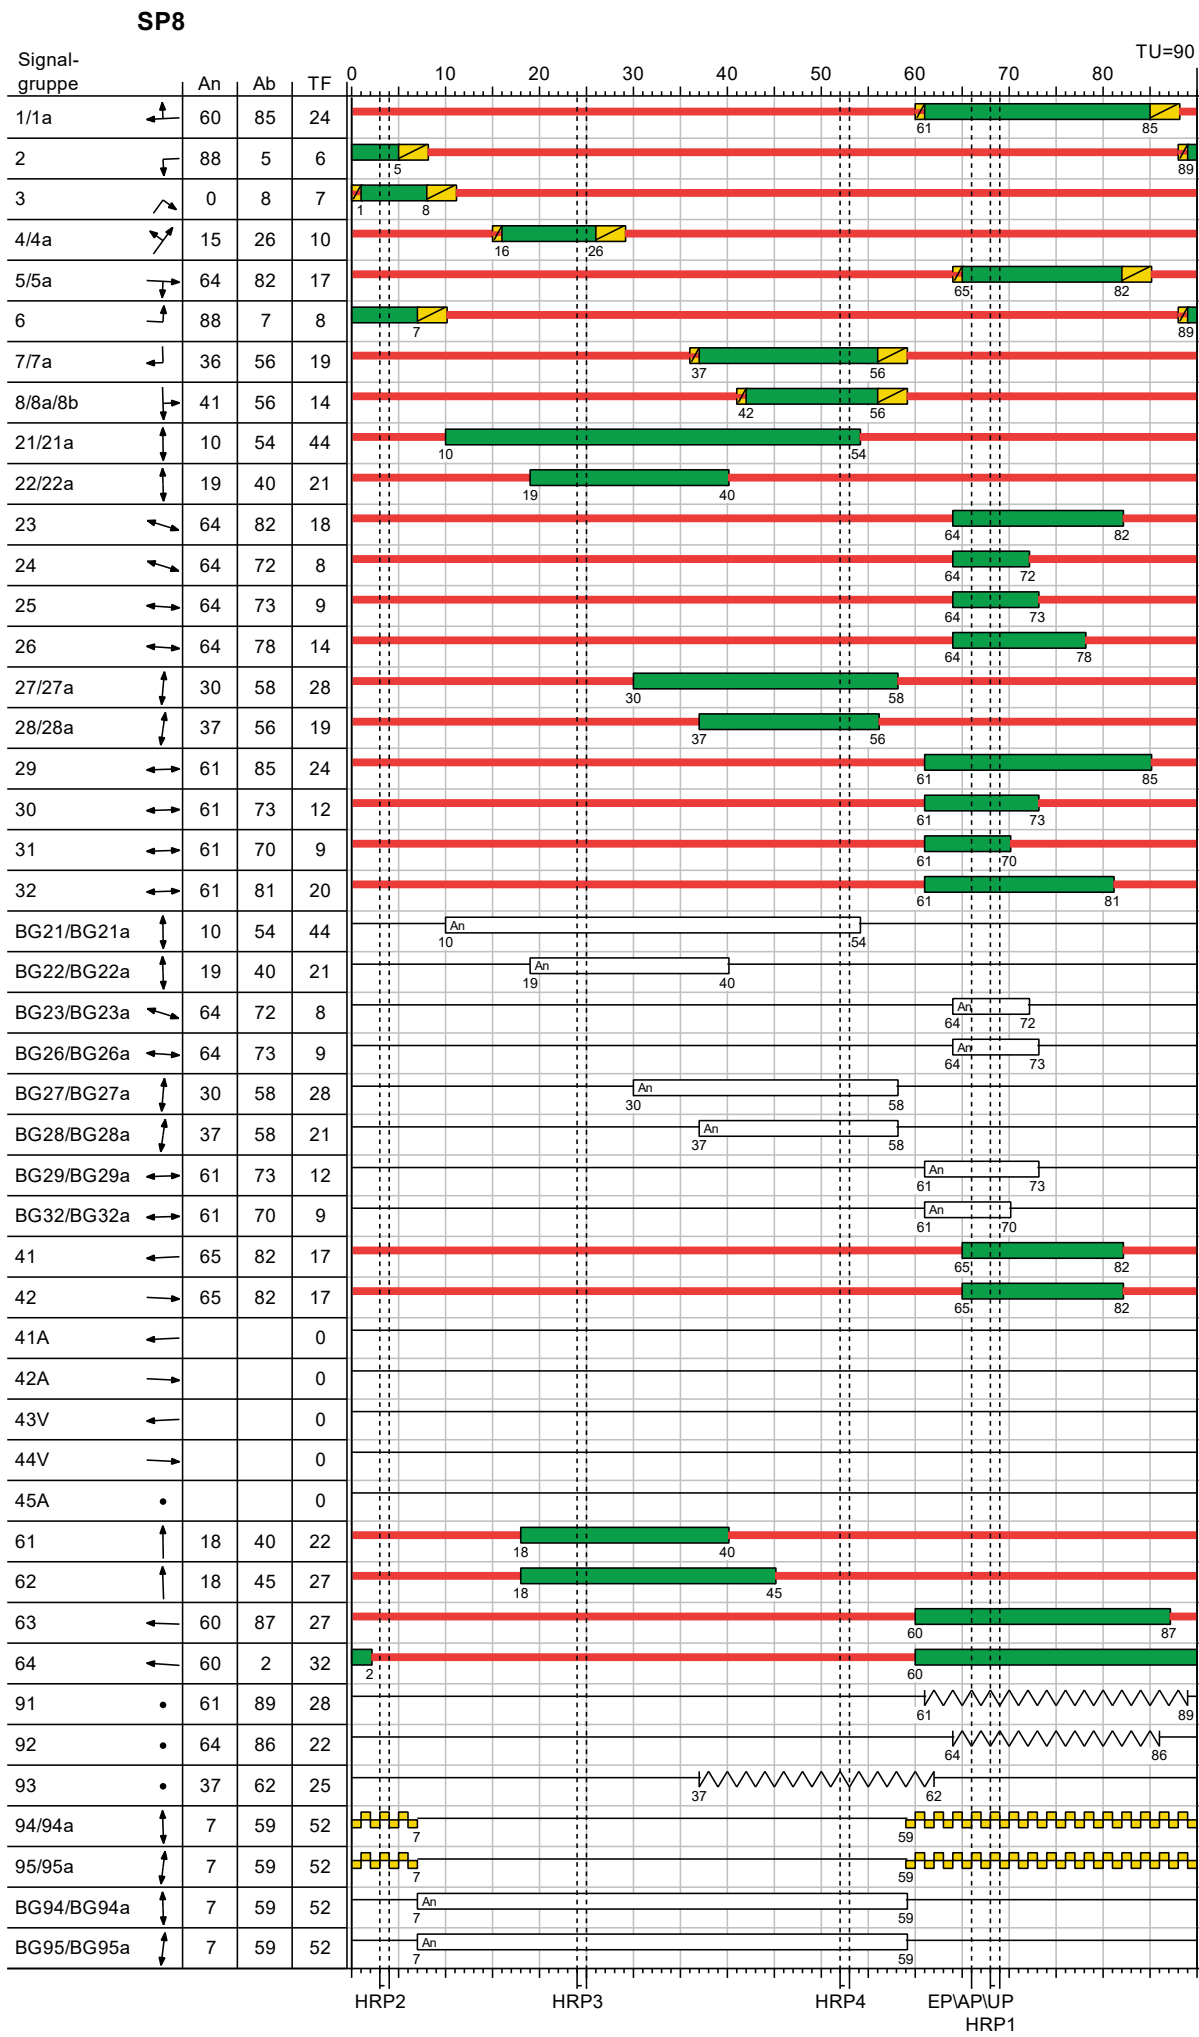 SP8
TU=90
Signal-
gruppe An Ab TF 0 10 20 30 40 50 60 70 80
1/1a 60 85 24 61 85
2 88 5 6 5 89
3 0 8 7 1 8
4/4a 15 26 10 16 26
5/5a 64 82 17 65 82
6 88 7 8 7 89
7/7a 36 56 19 37 56
8/8a/8b 41 56 14 42 56
21/21a 10 54 44 10 54
22/22a 19 40 21 19 40
23 64 82 18 64 82
24 64 72 8 64 72
25 64 73 9 64 73
26 64 78 14 64 78
27/27a 30 58 28 30 58
28/28a 37 56 19 37 56
29 61 85 24 61 85
30 61 73 12 61 73
31 61 70 9 61 70
32 61 81 20 61 81
BG21/BG21a 10 54 44 An 10 54
BG22/BG22a 19 40 21 An 19 40
BG23/BG23a 64 72 8 An 64 72
BG26/BG26a 64 73 9 An 64 73
BG27/BG27a 30 58 28 An 30 58
BG28/BG28a 37 58 21 An 37 58
BG29/BG29a 61 73 12 An 61 73
BG32/BG32a 61 70 9 An 61 70
41 65 82 17 65 82
42 65 82 17 65 82
41A 0
42A 0
43V 0
44V 0
45A 0
61 18 40 22 18 40
62 18 45 27 18 45
63 60 87 27 60 87
64 60 2 32 2 60
91 61 89 28 61 89
92 64 86 22 64 86
93 37 62 25 37 62
94/94a 7 59 52 7 59
95/95a 7 59 52 7 59
BG94/BG94a 7 59 52 An 7 59
BG95/BG95a 7 59 52 An 7 59
HRP2 HRP3 HRP4 EP\AP\UP
HRP1